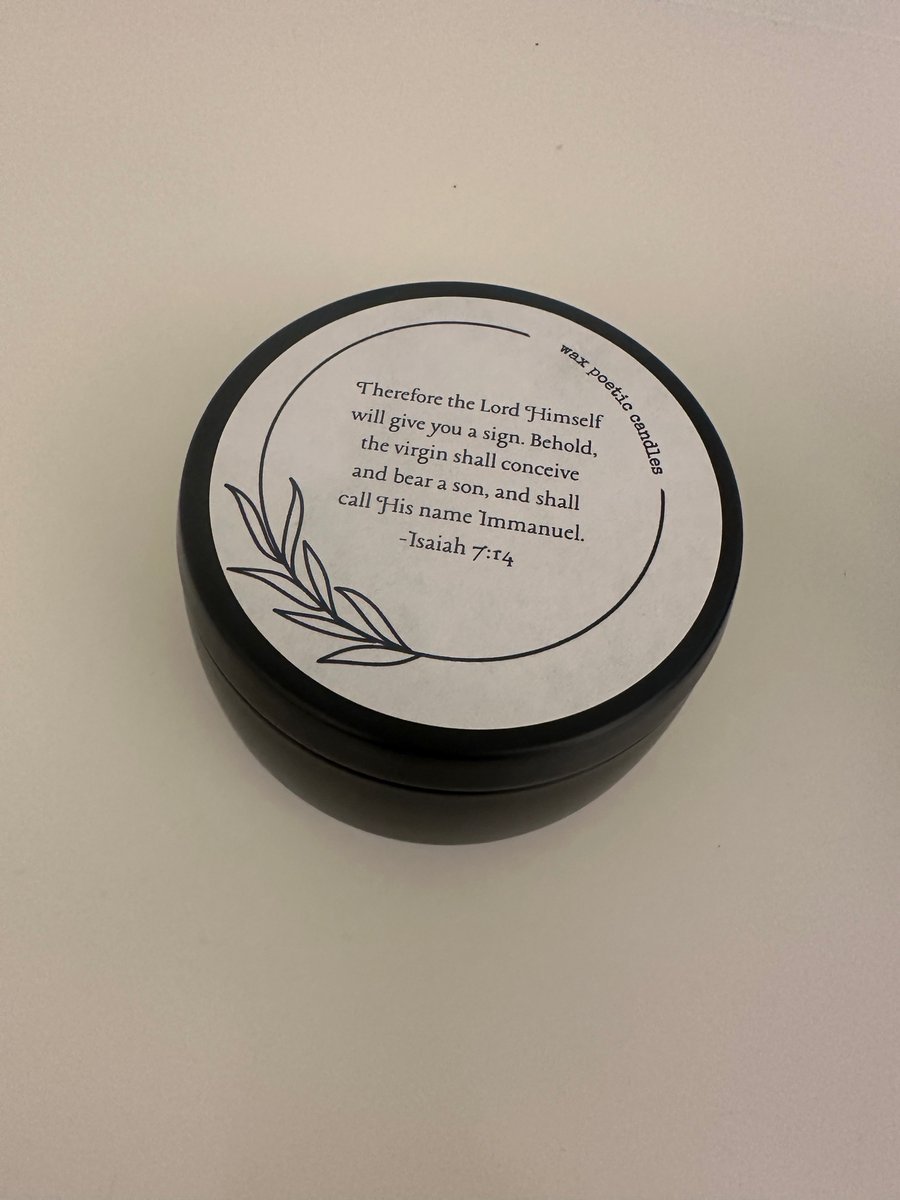 wax poetic candles
Therefore the Lord Himself
will give you a sign. Behold,
the virgin shall conceive
and bear a son, and shall
call His name Immanuel.
-Isaiah 7:14